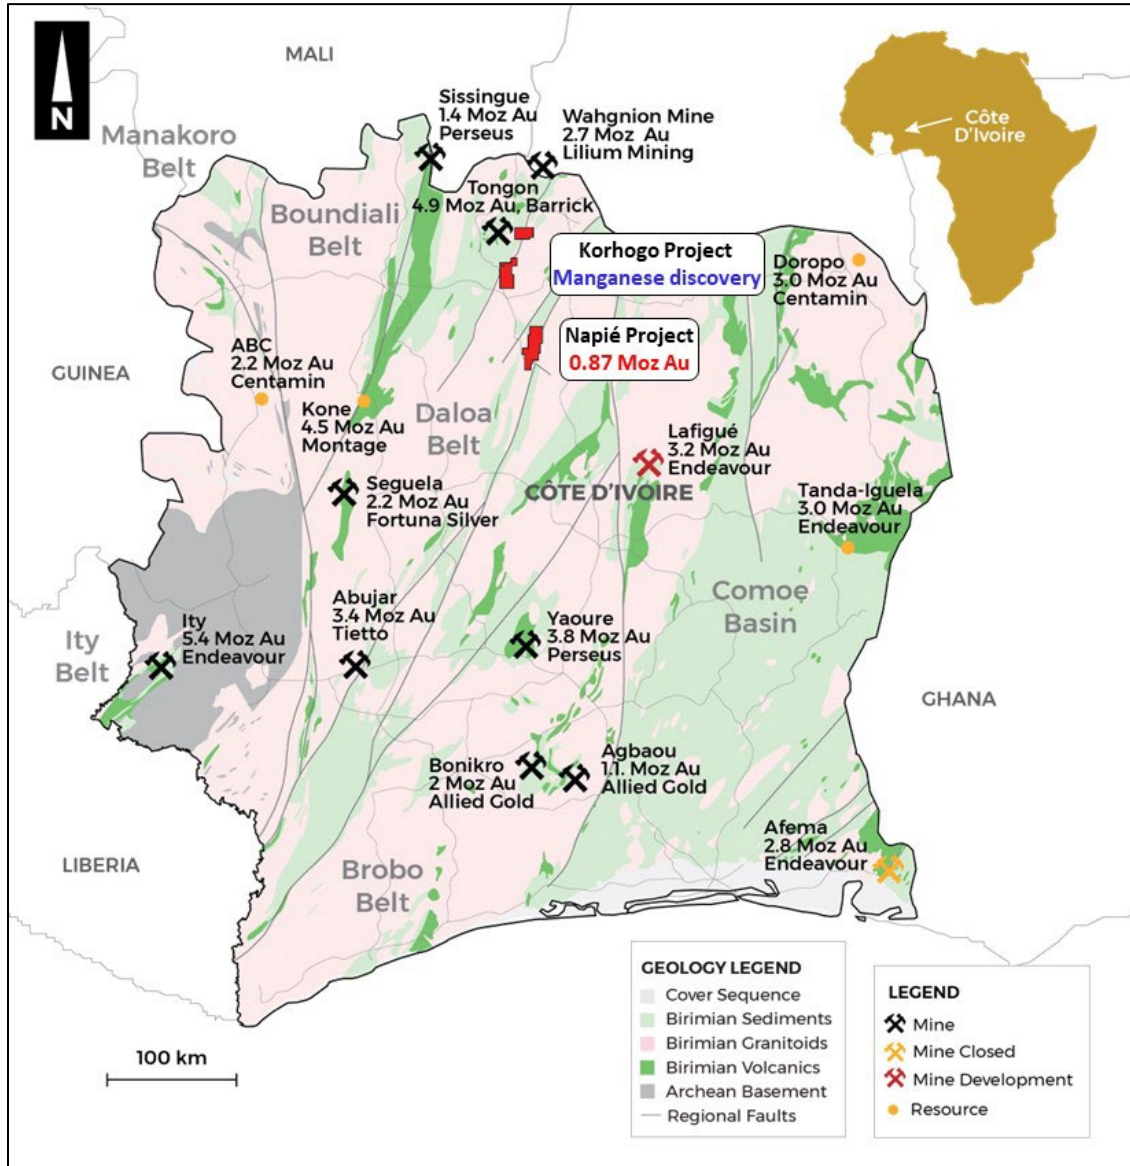 MALI
N
Manakoro
Belt
Sissingue
1.4 Moz Au
Perseus
Wahgnion Mine
2.7 Moz Au
Lilium Mining
Côte
D'Ivoire
Tongon
4.9 Moz Au, Barrick
Boundiali
Belt
Korhogo Project
Manganese discovery
Doropo
3.0 Moz Au
Centamin
Napié Project
0.87 Moz Au
GUINEA
ABC
2.2 Moz Au
Centamin
Kone
4.5 Moz Au
Montage
Daloa
Belt
Lafigué
3.2 Moz Au
Endeavour
Seguela
2.2 Moz Au
Fortuna Silver
CÔTE D'IVOIRE
Tanda-Iguela
3.0 Moz Au
Endeavour
Comoe
Basin
Ity
Belt
Ity
5.4 Moz Au
Endeavour
Abujar
3.4 Moz Au
Tietto
Yaoure
3.8 Moz Au
Perseus
GHANA
Bonikro
2 Moz Au
Allied Gold
Agbaou
1.1. Moz Au
Allied Gold
Afema
2.8 Moz Au
Endeavour
LIBERIA
Brobo
Belt
100 km
GEOLOGY LEGEND
Cover Sequence
Birimian Sediments
Birimian Granitoids
Birimian Volcanics
Archean Basement
Regional Faults
LEGEND
Mine
Mine Closed
Mine Development
Resource